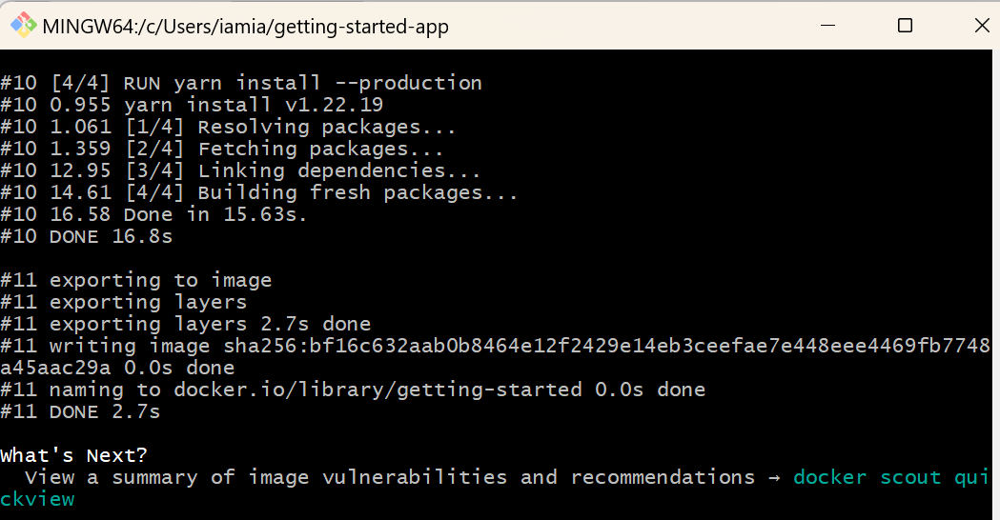 MINGW64:/c/Users/iamia/getting-started-app
#10 [4/4] RUN yarn install --production
#10 0.955 yarn install v1.22.19
#10 1.061 [1/4] Resolving packages...
#10 1.359 [2/4] Fetching packages...
#10 12.95 [3/4] Linking dependencies...
#10 14.61 [4/4] Building fresh packages...
#10 16.58 Done in 15.63s.
#10 DONE 16.8s
#11 exporting to image
#11 exporting layers
#11 exporting layers 2.7s done
#11 writing image sha256:bf16c632aab0b8464e12f2429e14eb3ceefae7e448eee4469fb7748
a45aac29a 0.0s done
#11 naming to docker.io/library/getting-started 0.0s done
#11 DONE 2.7s
What's Next?
View a summary of image vulnerabilities and recommendations → docker scout qui
ckview